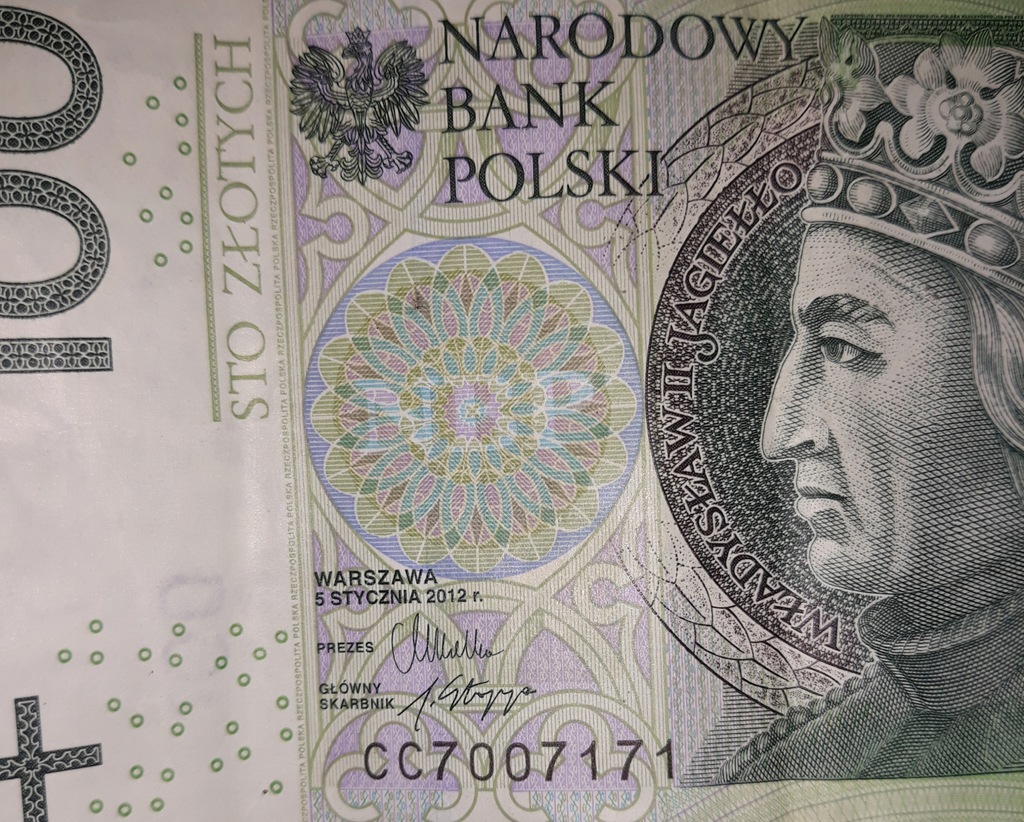 NARODOWY
BANK
POLSKI
100
STO ZŁOTYCH
RZECZPOSPOLITA POLSKA RZECZPOSPOLITA POLSKA RZECZPOSPOLITA POLSKA
WŁADYSŁAW II JAGIEŁŁO
WARSZAWA
5 STYCZNIA 2012 r.
PREZES
GŁÓWNY
SKARBNIK
CC7007171